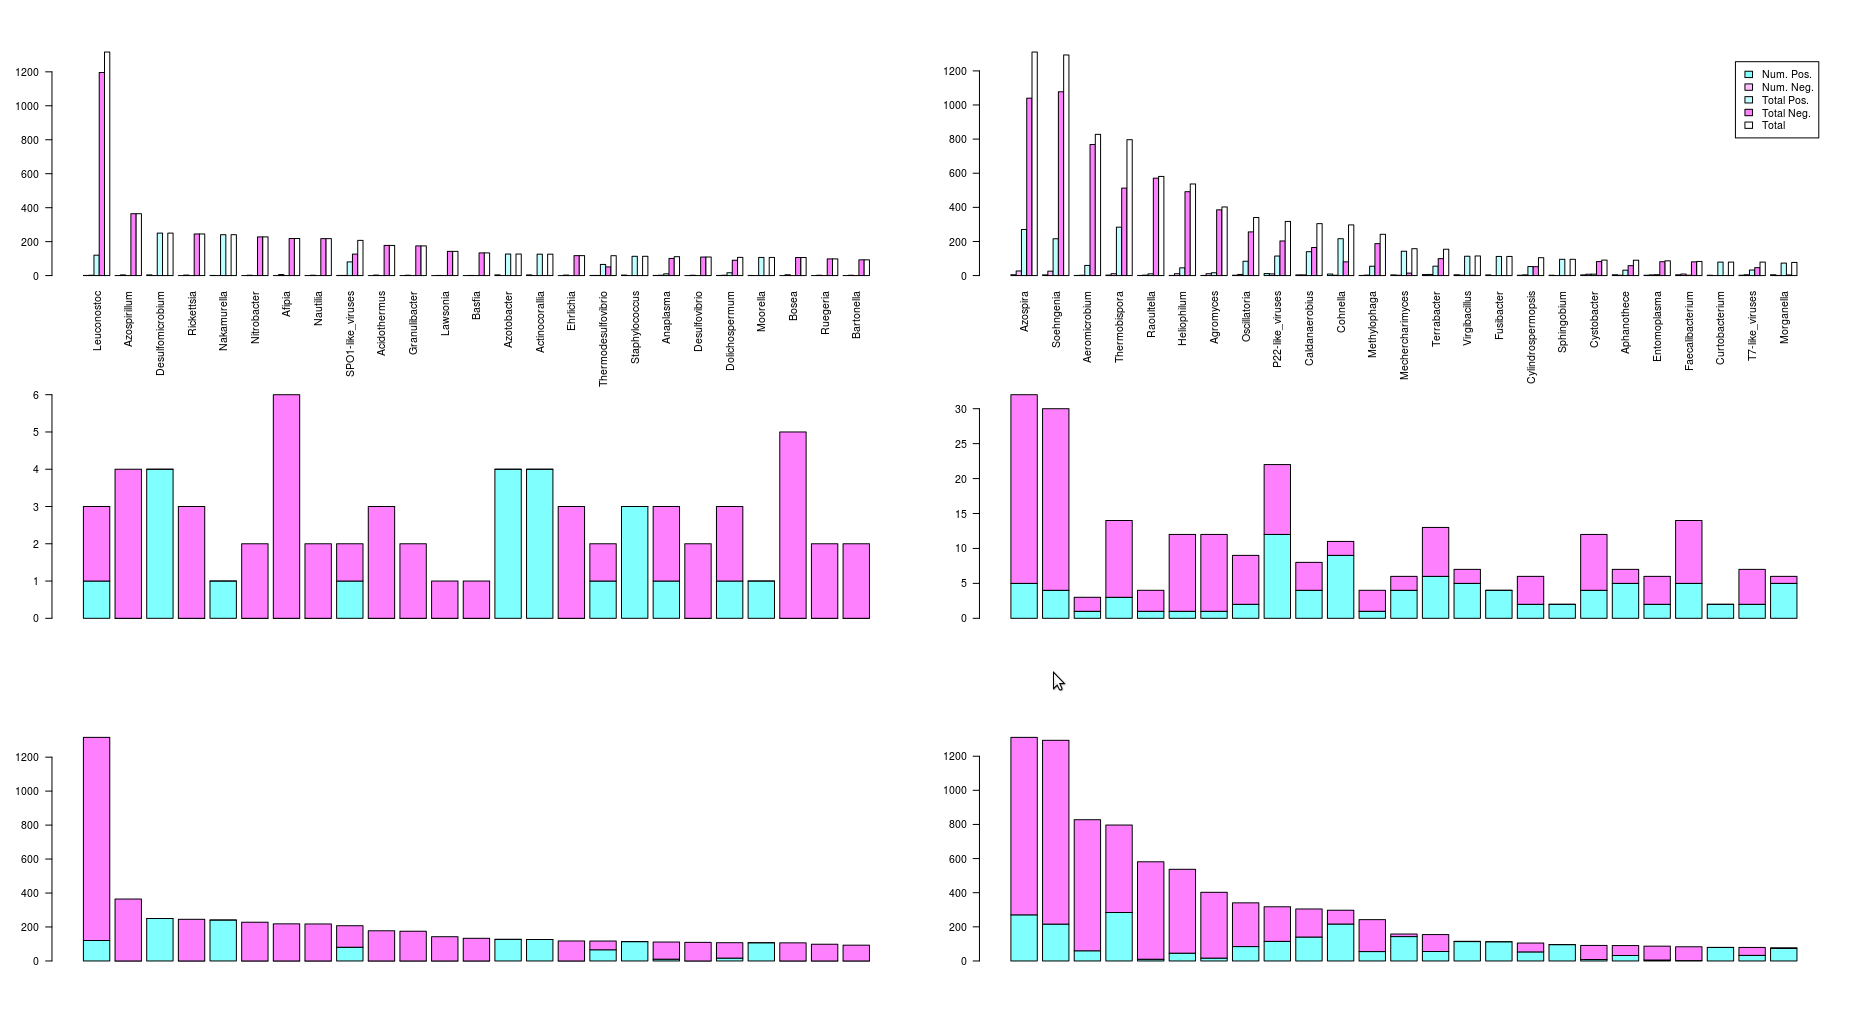 1200
1000
800
600
400
200
0
Leuconostoc
Azospirillum
Desulfomicrobium
Rickettsia
Nakamurella
Nitrobacter
Afipia
Nautilia
SPO1-like_viruses
Acidothermus
Granulibacter
Lawsonia
Basfia
Azotobacter
Actinocorallia
Ehrlichia
Thermodesulfovibrio
Staphylococcus
Anaplasma
Desulfovibrio
Dolichospermum
Moorella
Bosea
Ruegeria
Bartonella
1200
1000
800
600
400
200
0
Azospira
Soehngenia
Aeromicrobium
Thermobispora
Raoultella
Heliophilum
Agromyces
Oscillatoria
P22-like_viruses
Caldanaerobius
Cohnella
Methylophaga
Mechercharimyces
Terrabacter
Virgibacillus
Fusibacter
Cylindrospermopsis
Sphingobium
Cystobacter
Aphanothece
Entomoplasma
Faecalibacterium
Curtobacterium
T7-like_viruses
Morganella
Num. Pos.
Num. Neg.
Total Pos.
Total Neg.
Total
6
5
4
3
2
1
0
30
25
20
15
10
5
0
1200
1000
800
600
400
200
0
1200
1000
800
600
400
200
0